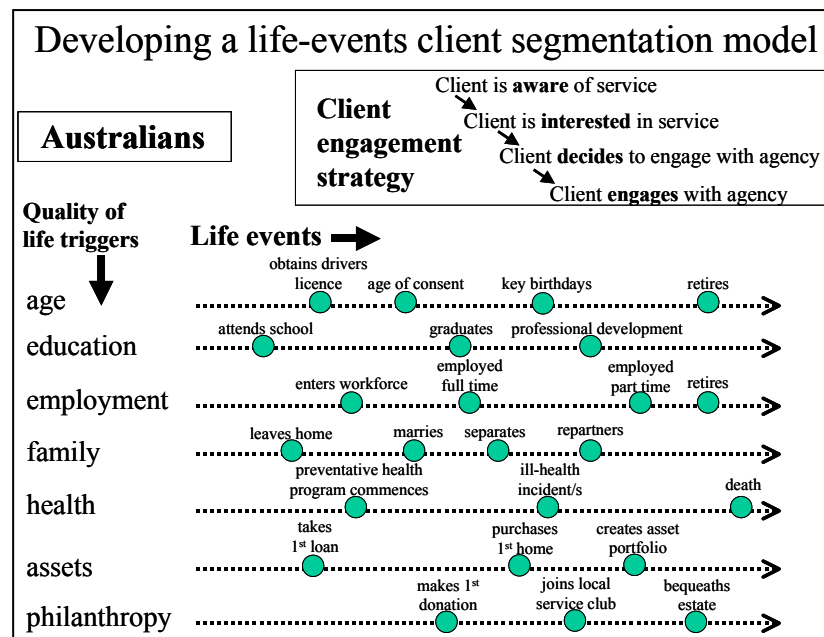 Developing a life-events client segmentation model
Client engagement strategy
Client is aware of service
Client is interested in service
Client decides to engage with agency
Client engages with agency
Australians
Quality of
life triggers
Life events
age
obtains drivers
licence
age of consent
key birthdays
retires
education
attends school
graduates
professional development
employment
enters workforce
employed
full time
employed
part time
retires
family
leaves home
marries
separates
repartners
health
preventative health
program commences
ill-health
incident/s
death
assets
takes
1st loan
purchases
1st home
creates asset
portfolio
philanthropy
makes 1st
donation
joins local
service club
bequeaths
estate